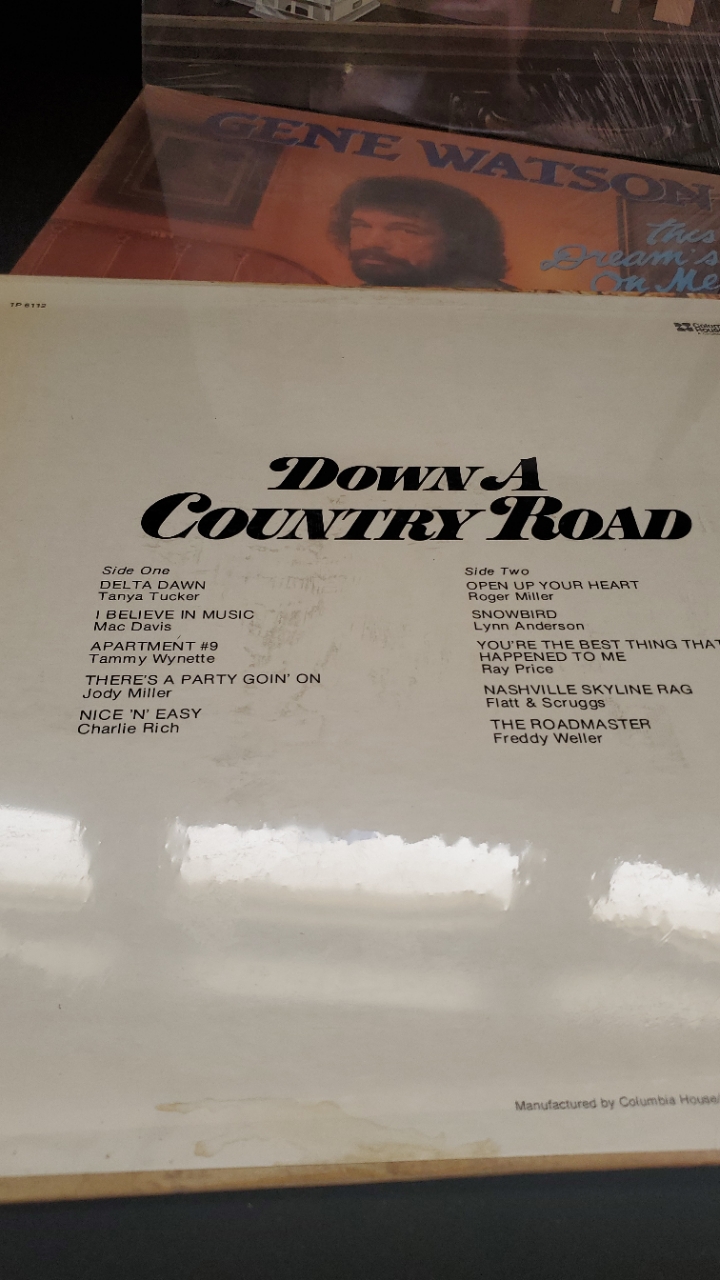 GENE WATSON
This
Dream's
On Me
1P 6112
Down A
Country Road
Side One
DELTA DAWN
Tanya Tucker
I BELIEVE IN MUSIC
Mac Davis
APARTMENT #9
Tammy Wynette
THERE'S A PARTY GOIN' ON
Jody Miller
NICE 'N' EASY
Charlie Rich
Side Two
OPEN UP YOUR HEART
Roger Miller
SNOWBIRD
Lynn Anderson
YOU'RE THE BEST THING THAT
HAPPENED TO ME
Ray Price
NASHVILLE SKYLINE RAG
Flatt & Scruggs
THE ROADMASTER
Freddy Weller
Manufactured by Columbia House/